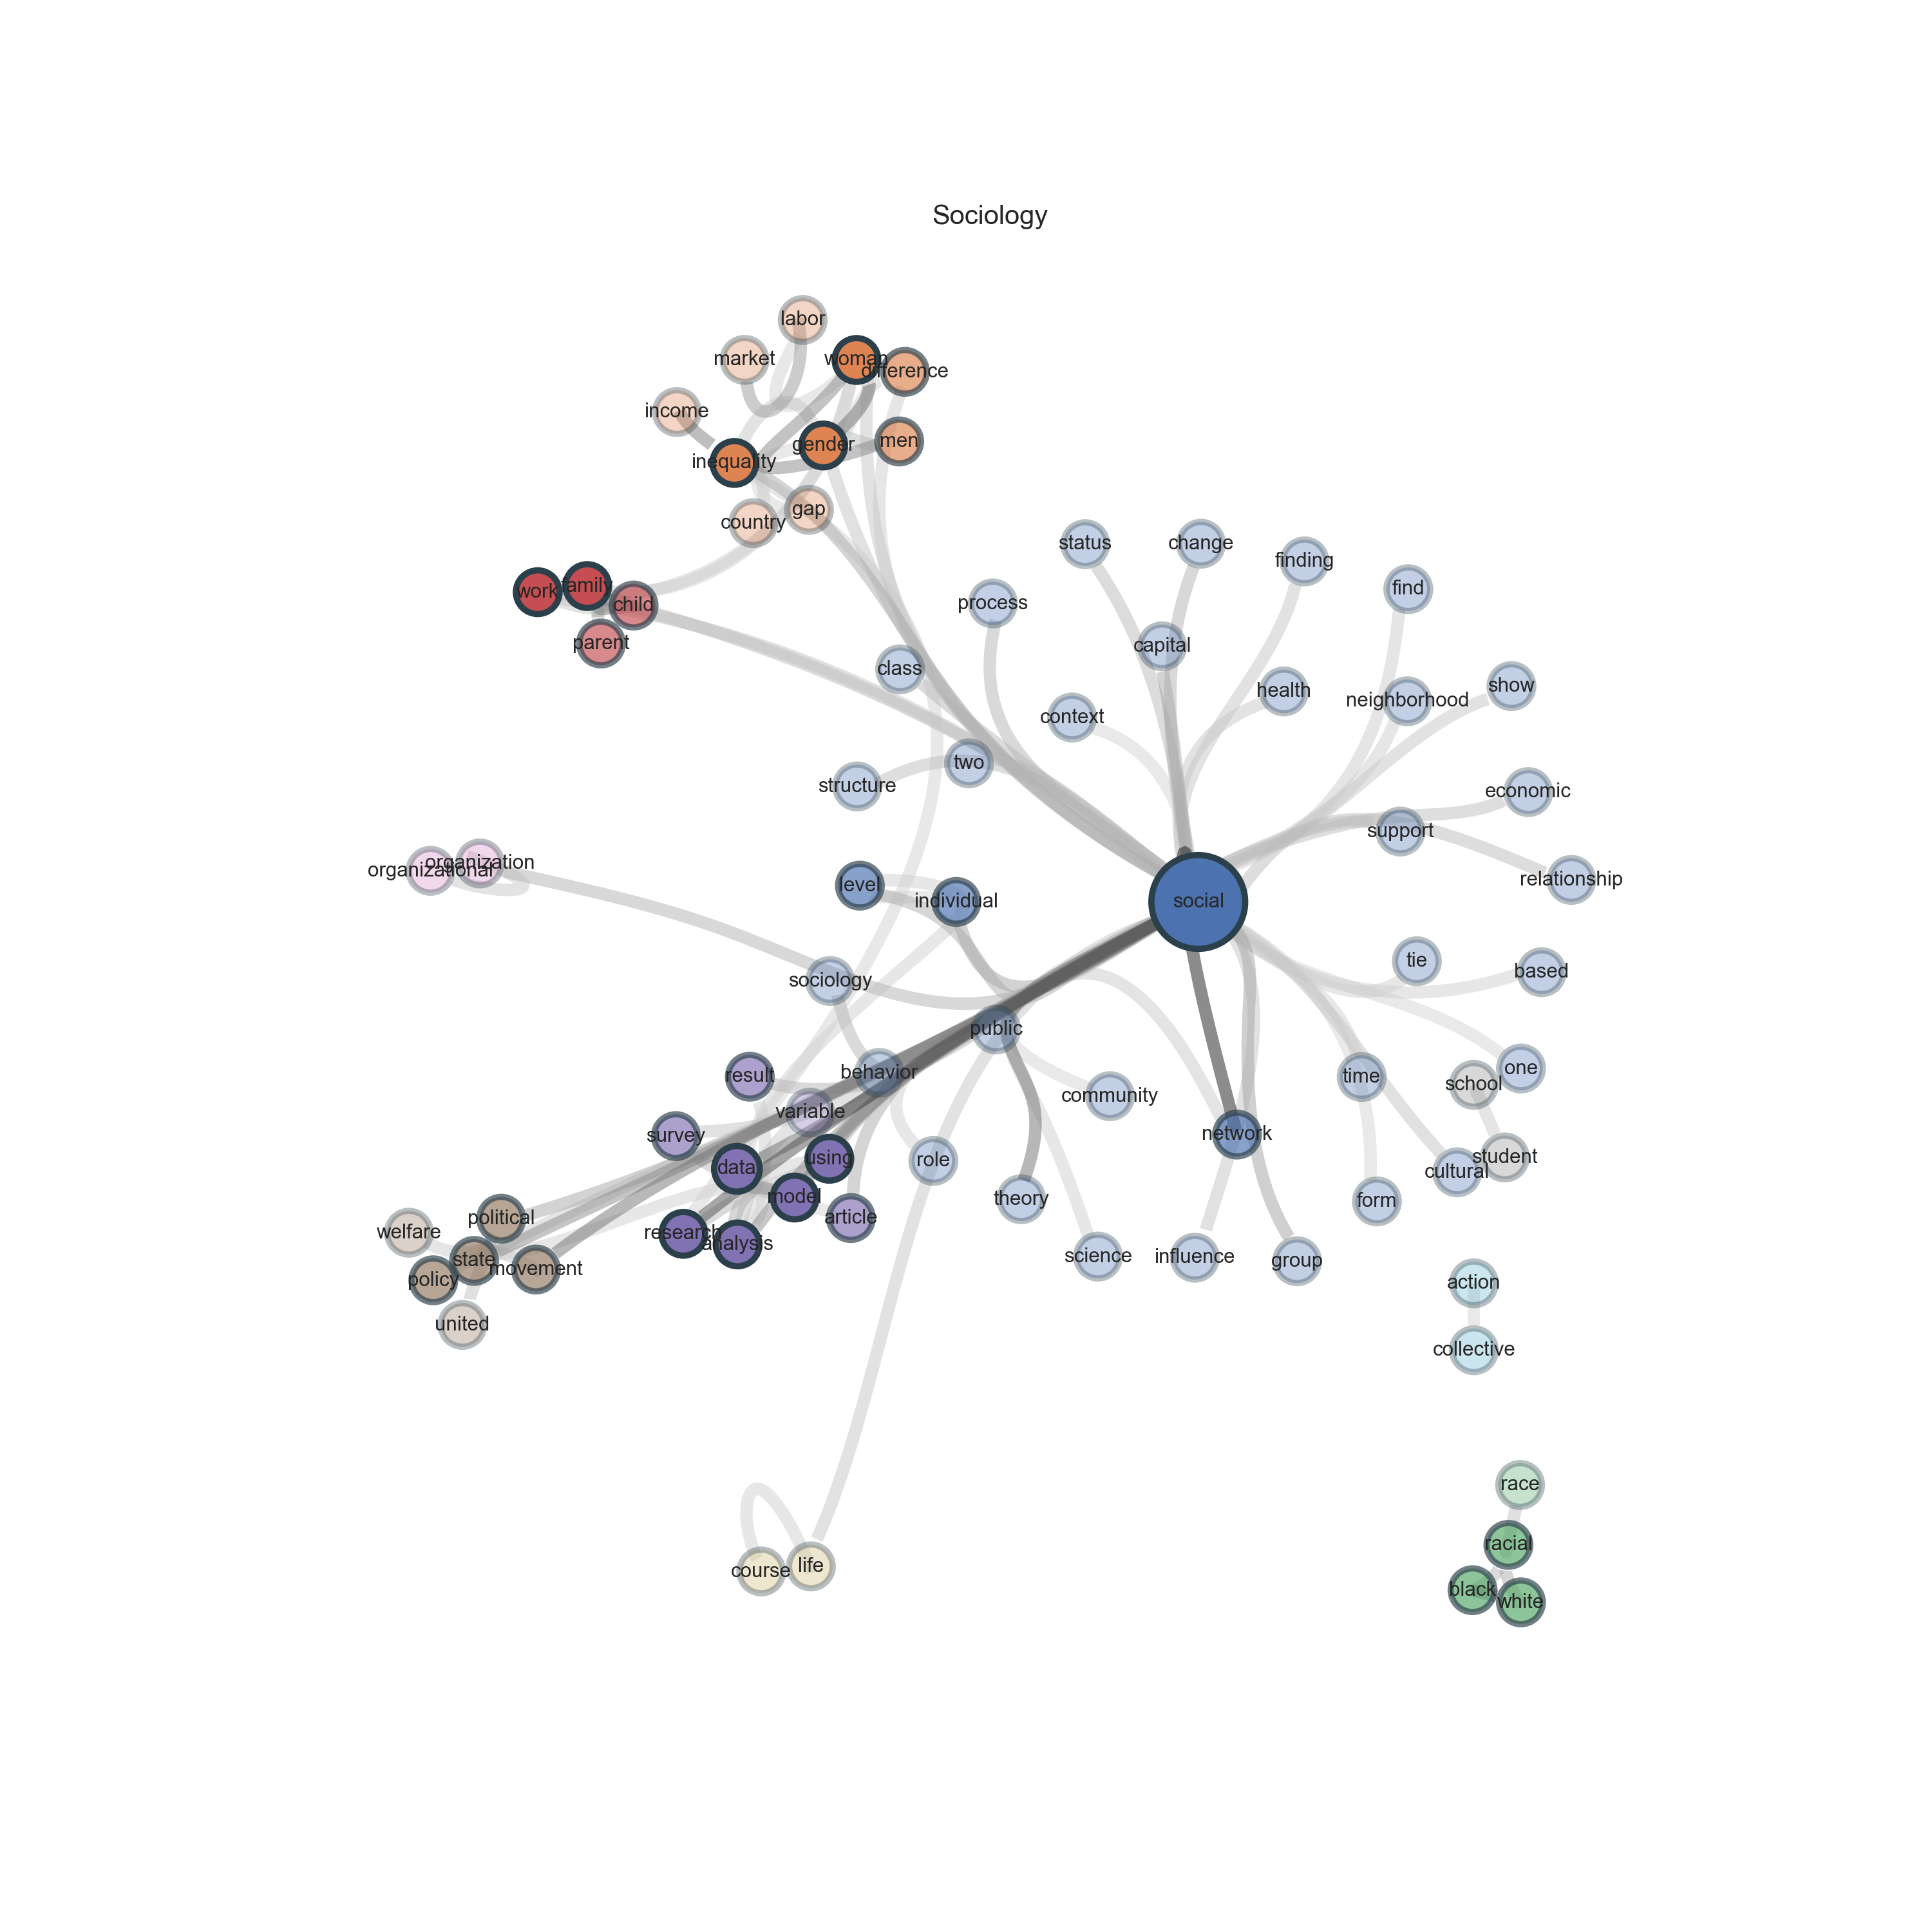 Sociology
labor
market
woman
difference
income
gender
men
inequality
gap
country
status
change
finding
work
family
child
find
process
parent
capital
class
health
neighborhood
show
context
two
structure
economic
support
organization
organizational
relationship
level
individual
social
tie
based
sociology
public
result
behavior
time
one
school
community
variable
survey
network
using
data
role
student
cultural
model
theory
form
political
article
welfare
research
analysis
science
influence
group
state
movement
policy
action
united
collective
race
racial
course
life
black
white